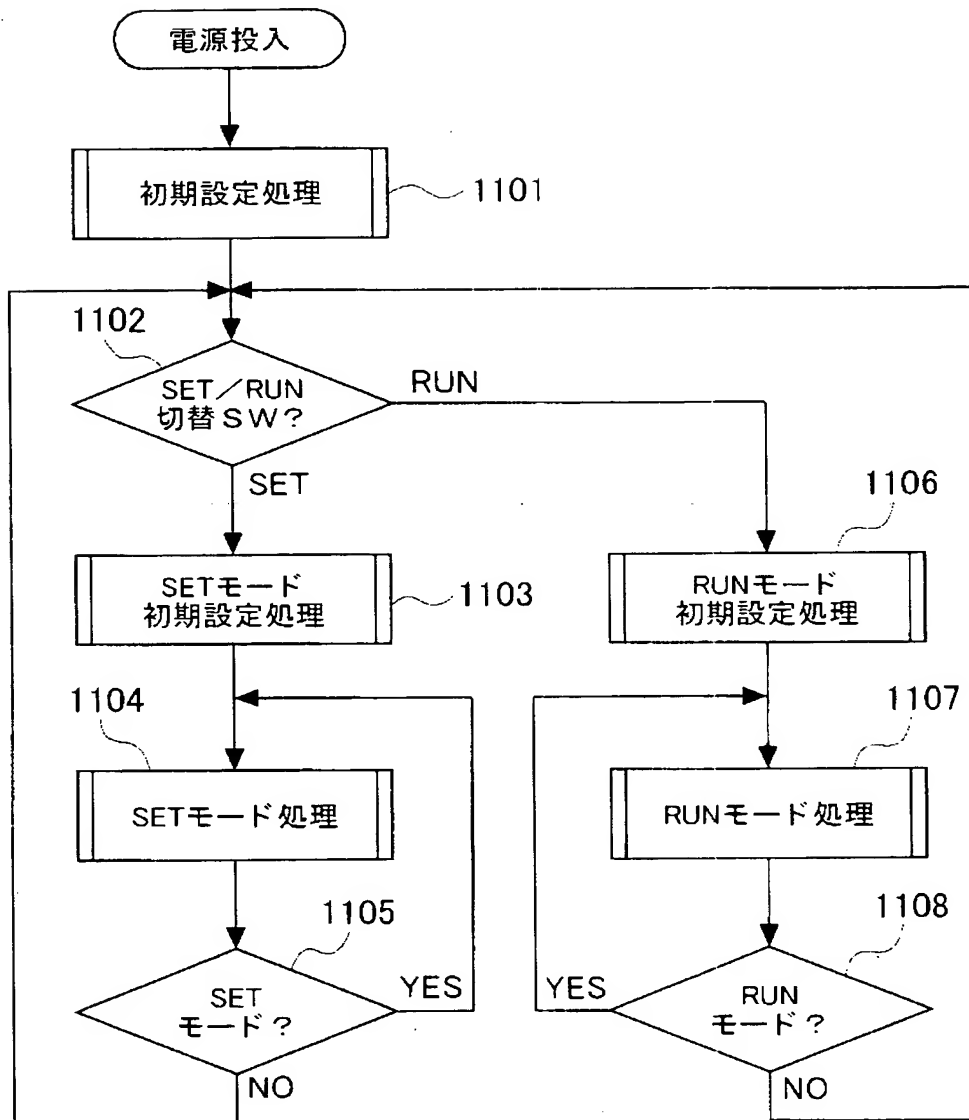 電源投入
初期設定処理
1101
1102
SET／RUN
切替SW？
RUN
SET
SETモード
初期設定処理
1103
1106
RUNモード
初期設定処理
1104
SETモード処理
1107
RUNモード処理
1105
SET
モード？
YES
NO
1108
RUN
モード？
YES
NO